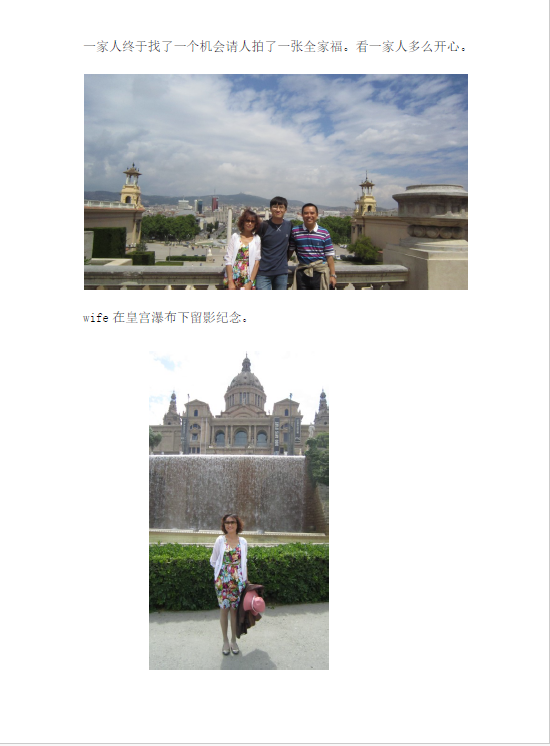 一家人终于找了一个机会请人拍了一张全家福。看一家人多么开心。
wife 在皇宫瀑布下留影纪念。